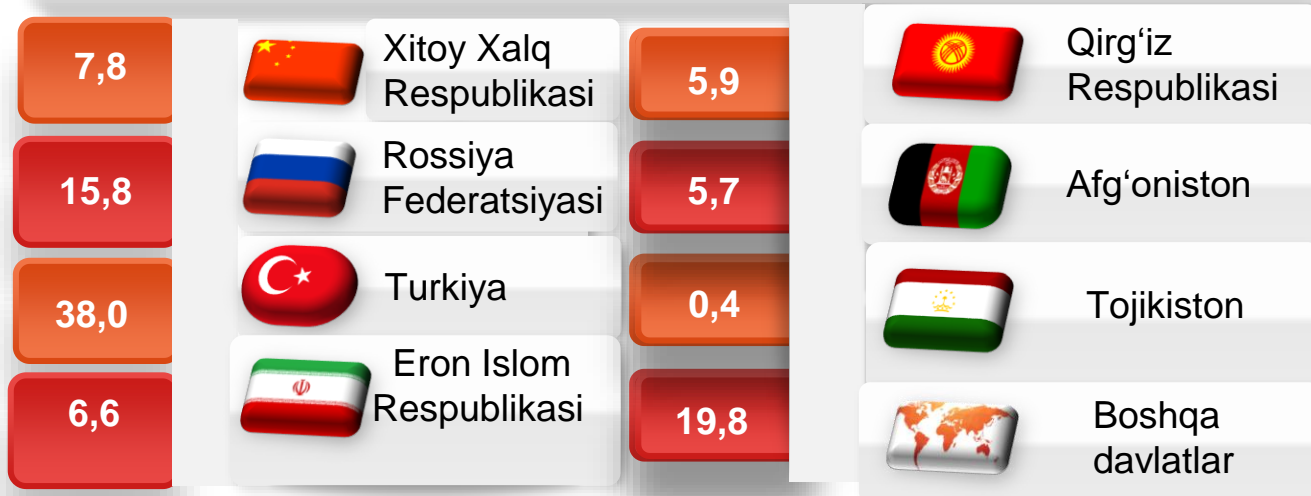 7,8
Xitoy Xalq
Respublikasi
15,8
Rossiya
Federatsiyasi
38,0
Turkiya
6,6
Eron Islom
Respublikasi
5,9
Qirg‘iz
Respublikasi
5,7
Afg‘oniston
0,4
Tojikiston
19,8
Boshqa
davlatlar